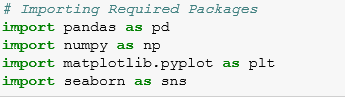 # Importing Required Packages
import pandas as pd
import numpy as np
import matplotlib.pyplot as plt
import seaborn as sns